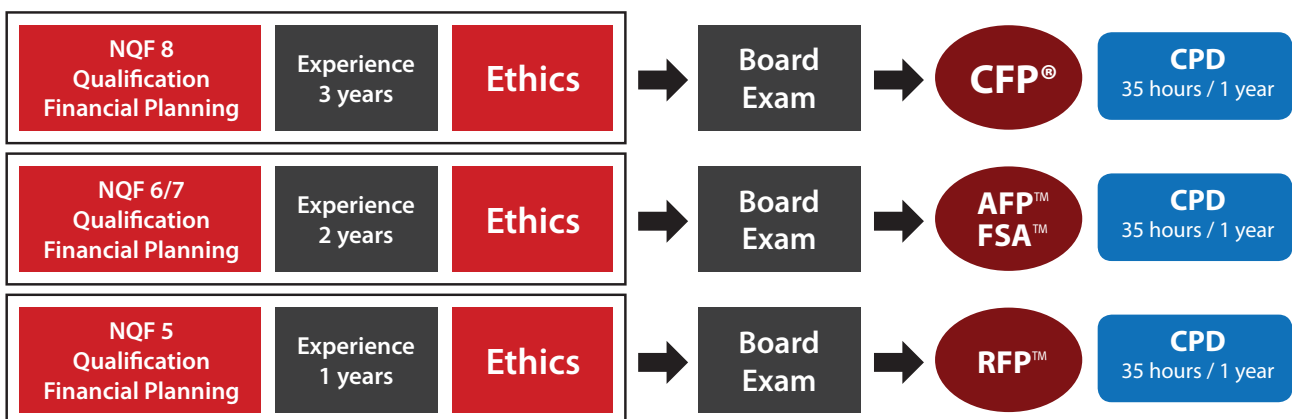 NQF 8
Qualification
Financial Planning
Experience
3 years
Ethics
Board
Exam
CFP®
CPD
35 hours / 1 year
NQF 6/7
Qualification
Financial Planning
Experience
2 years
Ethics
Board
Exam
AFP™
FSA™
CPD
35 hours / 1 year
NQF 5
Qualification
Financial Planning
Experience
1 years
Ethics
Board
Exam
RFP™
CPD
35 hours / 1 year